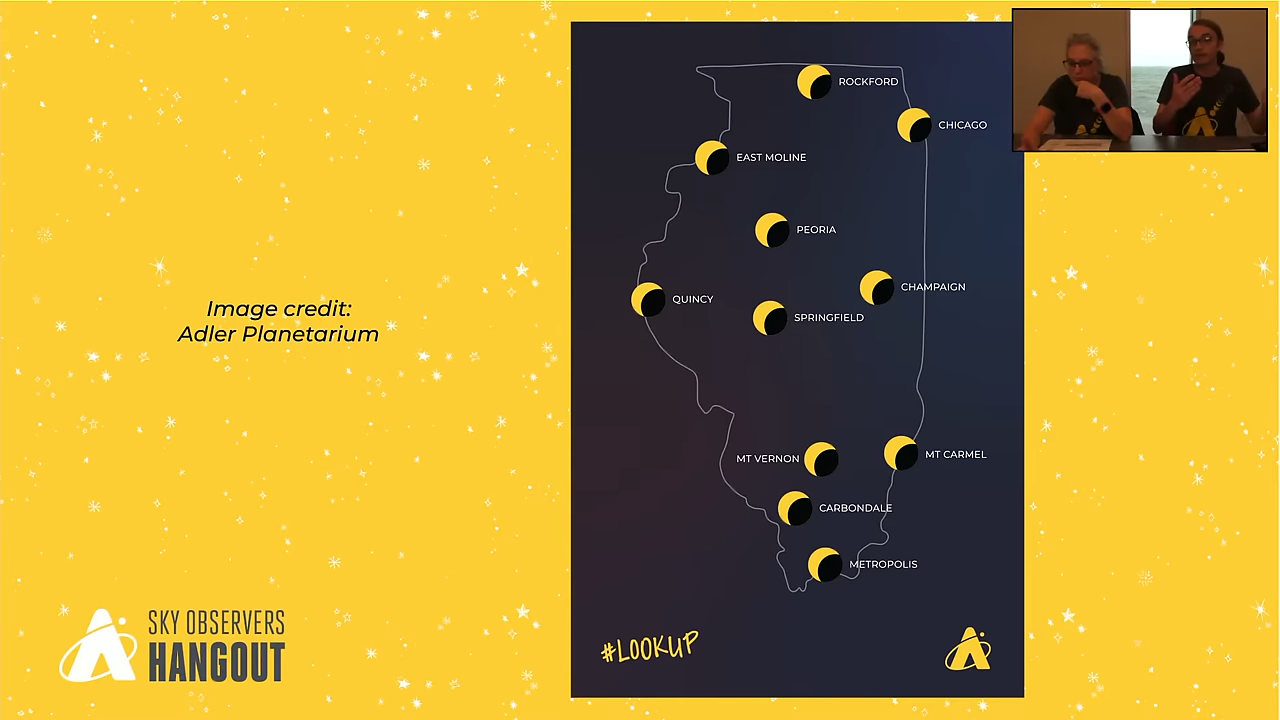 ROCKFORD
CHICAGO
EAST MOLINE
PEORIA
CHAMPAIGN
QUINCY
SPRINGFIELD
Image credit:
Adler Planetarium
MT VERNON
MT CARMEL
CARBONDALE
METROPOLIS
SKY OBSERVERS
HANGOUT
#LOOKUP